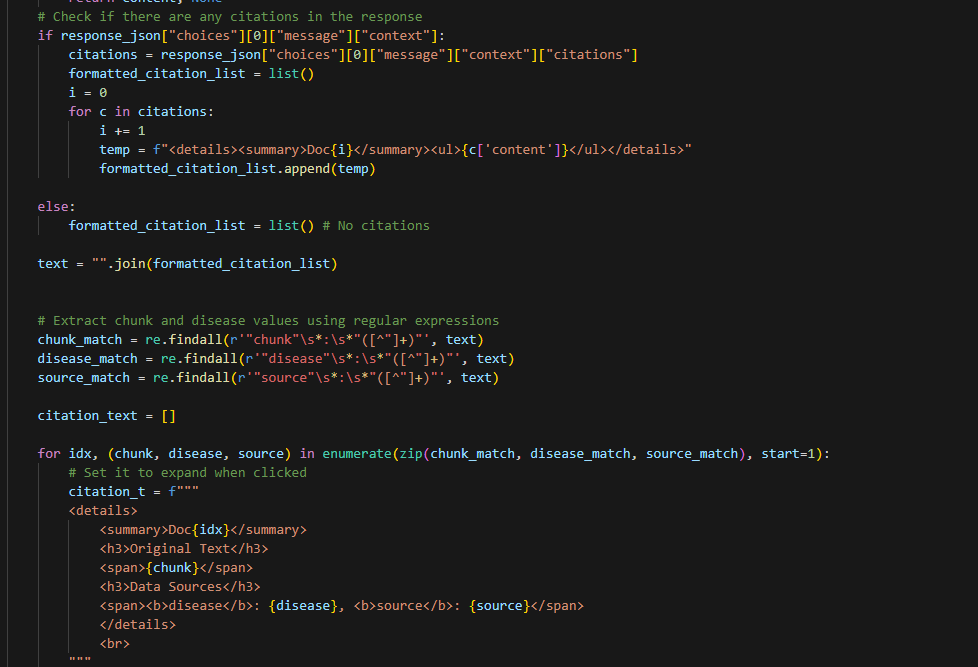 return content, None
# Check if there are any citations in the response
if response_json["choices"][0]["message"]["context"]:
citations = response_json["choices"][0]["message"]["context"]["citations"]
formatted_citation_list = list()
i = 0
for c in citations:
i += 1
temp = f"<details><summary>Doc{i}</summary><ul>{c['content']}</ul></details>"
formatted_citation_list.append(temp)
else:
formatted_citation_list = list() # No citations
text = "".join(formatted_citation_list)
# Extract chunk and disease values using regular expressions
chunk_match = re.findall(r'"chunk"\s*:\s*"([^"]+)"', text)
disease_match = re.findall(r'"disease"\s*:\s*"([^"]+)"', text)
source_match = re.findall(r'"source"\s*:\s*"([^"]+)"', text)
citation_text = []
for idx, (chunk, disease, source) in enumerate(zip(chunk_match, disease_match, source_match), start=1):
# Set it to expand when clicked
citation_t = f"""
<details>
<summary>Doc{idx}</summary>
<h3>Original Text</h3>
<span>{chunk}</span>
<h3>Data Sources</h3>
<span><b>disease</b>: {disease}, <b>source</b>: {source}</span>
</details>
<br>
"""